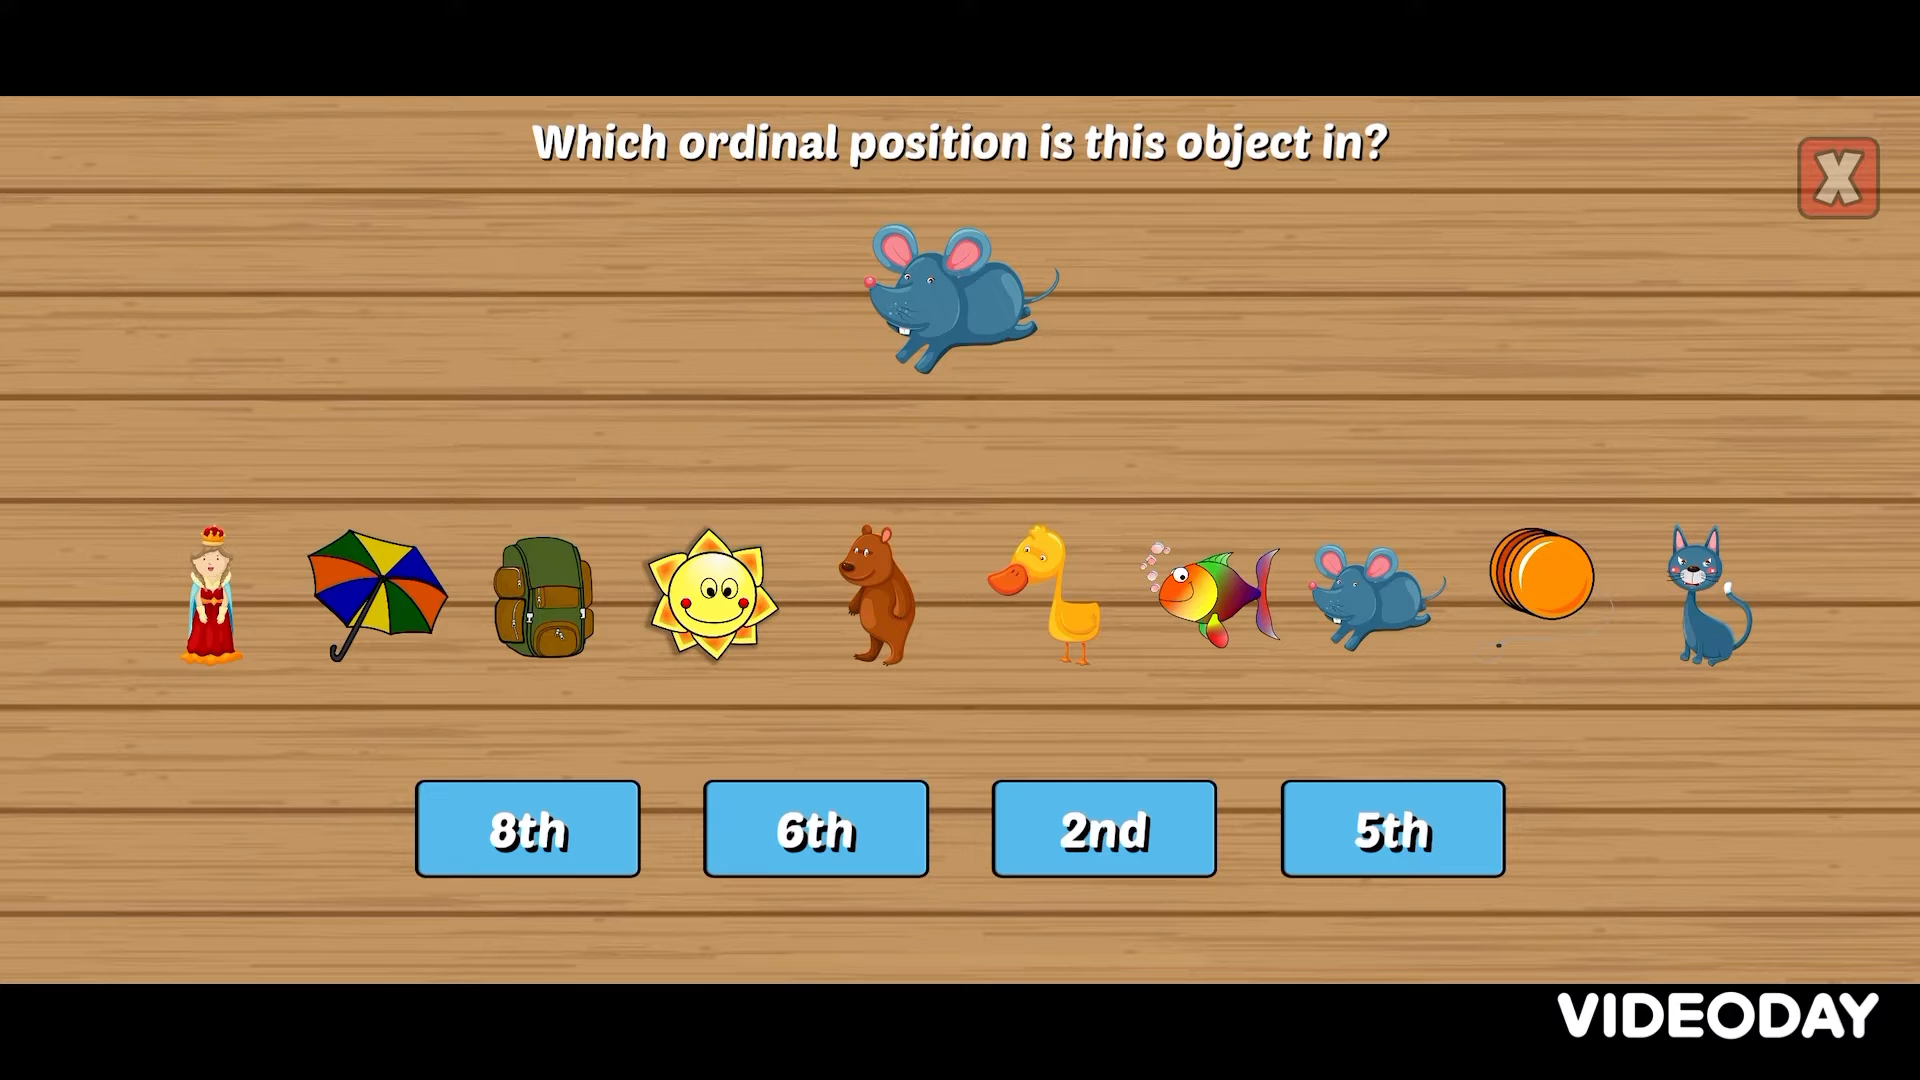 Which ordinal position is this object in?
X
8th
6th
2nd
5th
VIDEODAY